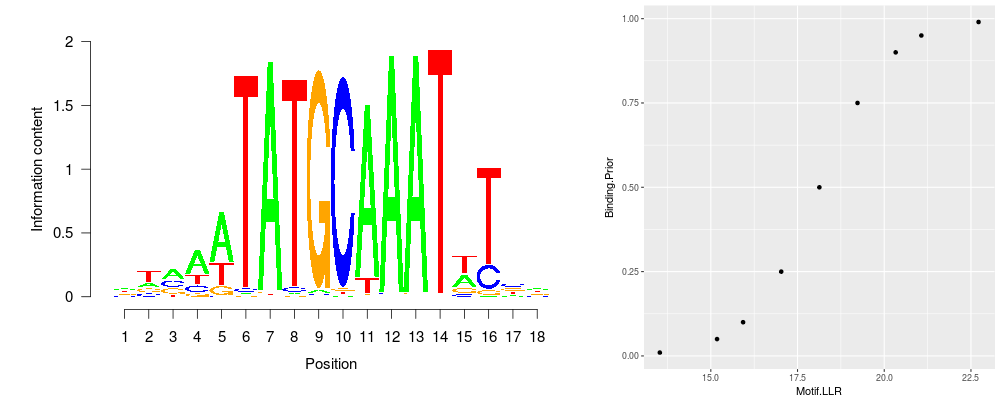 2
1.5
1
0.5
0
Information content
1 2 3 4 5 6 7 8 9 10 11 12 13 14 15 16 17 18
Position
T A A A T A T G C A A A T T T
T T T A C
1.00
0.75
0.50
0.25
0.00
Binding.Prior
15.0 17.5 20.0 22.5
Motif.LLR